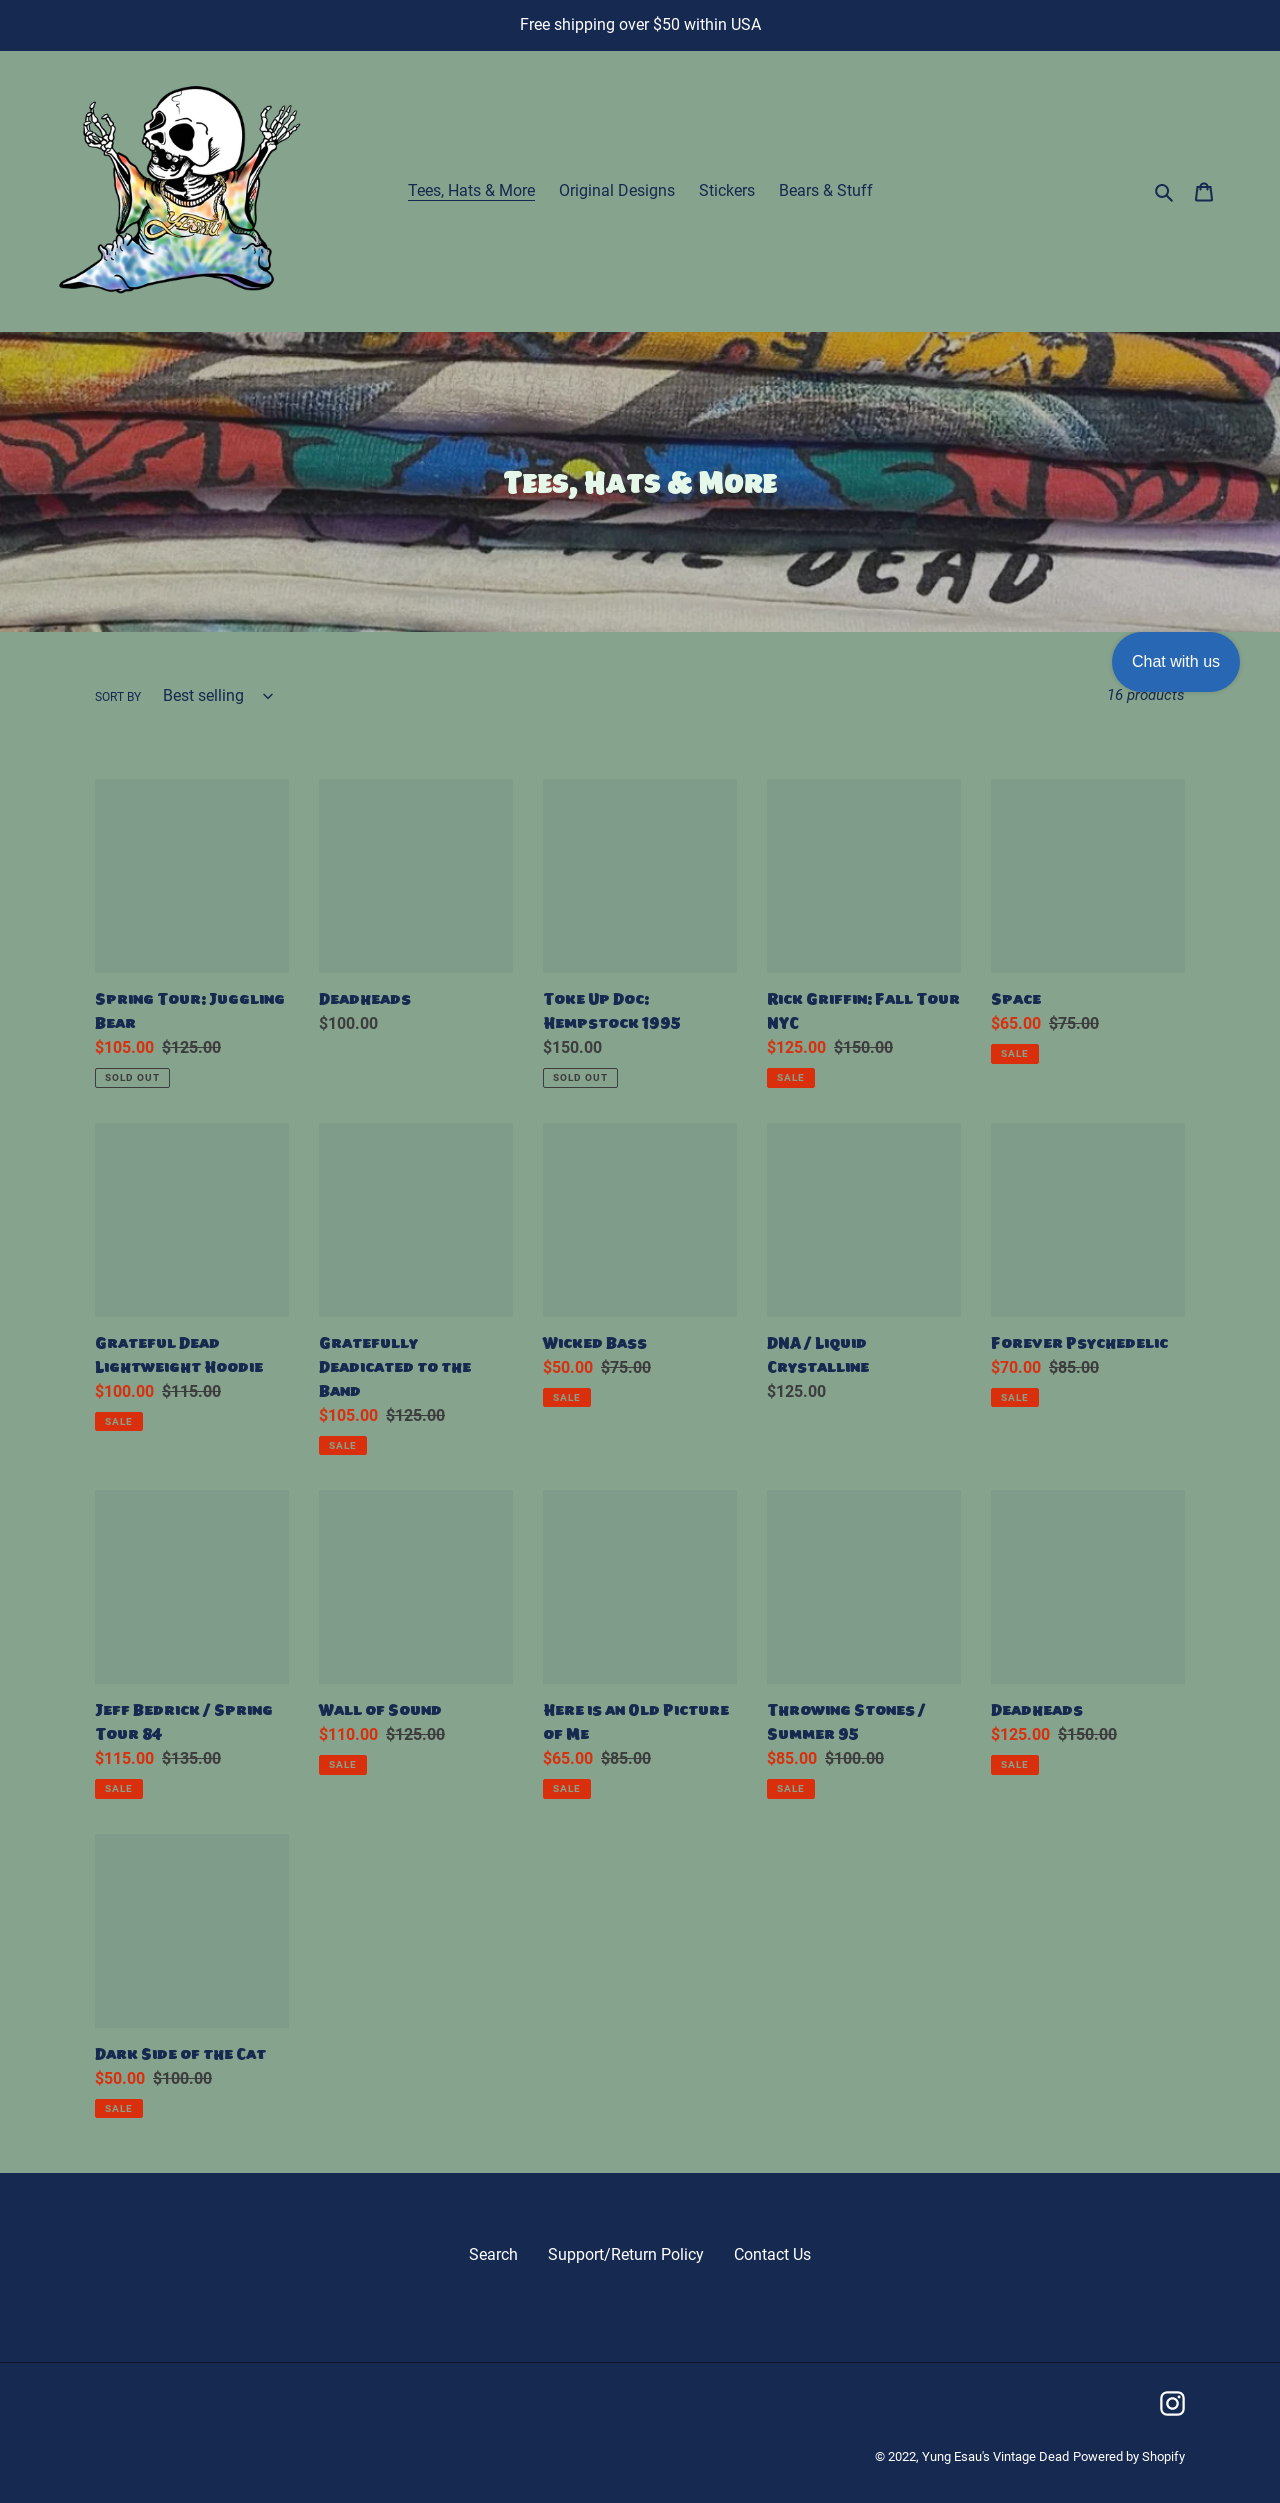 Free shipping over $50 within USA
YESAU
Tees, Hats & More
Original Designs
Stickers
Bears & Stuff
Tees, Hats & More
THE DEAD
Chat with us
SORT BY
Best selling
16 products
Spring Tour: Juggling
Bear
$105.00 $125.00
SOLD OUT
Deadheads
$100.00
Toke Up Doc:
Hempstock 1995
$150.00
SOLD OUT
Rick Griffin: Fall Tour
NYC
$125.00 $150.00
SALE
Space
$65.00 $75.00
SALE
Grateful Dead
Lightweight Hoodie
$100.00 $115.00
SALE
Gratefully
Deadicated to the
Band
$105.00 $125.00
SALE
Wicked Bass
$50.00 $75.00
SALE
DNA / Liquid
Crystalline
$125.00
Forever Psychedelic
$70.00 $85.00
SALE
Jeff Bedrick / Spring
Tour 84
$115.00 $135.00
SALE
Wall of Sound
$110.00 $125.00
SALE
Here is an Old Picture
of Me
$65.00 $85.00
SALE
Throwing Stones /
Summer 95
$85.00 $100.00
SALE
Deadheads
$125.00 $150.00
SALE
Dark Side of the Cat
$50.00 $100.00
SALE
Search
Support/Return Policy
Contact Us
© 2022, Yung Esau's Vintage Dead Powered by Shopify